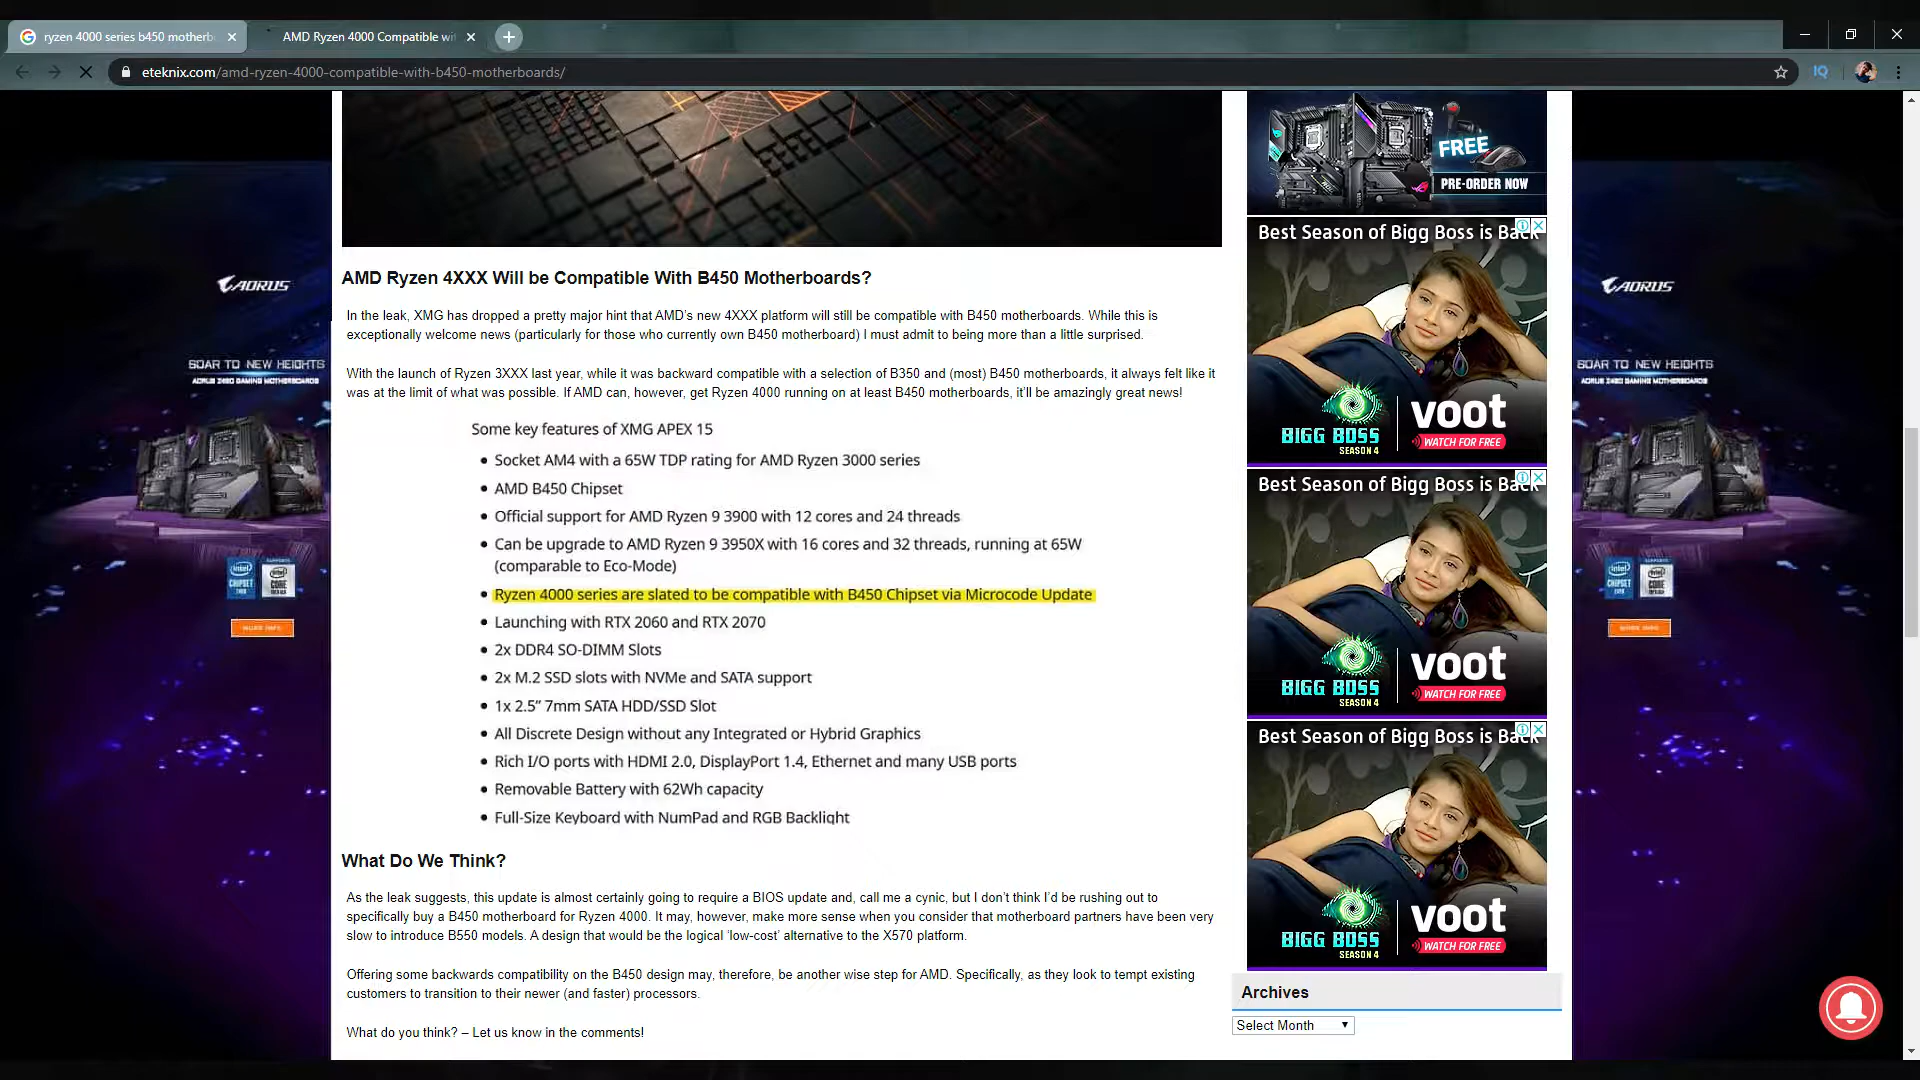 ryzen 4000 series b450 motherb
AMD Ryzen 4000 Compatible wit
eteknix.com/amd-ryzen-4000-compatible-with-b450-motherboards/
IQ
FREE
PRE-ORDER NOW
AORUS
SOAR TO NEW HEIGHTS
AORUS Z490 GAMING MOTHERBOARDS
intel
CHIPSET
CORE
MORE INFO
AMD Ryzen 4XXX Will be Compatible With B450 Motherboards?
In the leak, XMG has dropped a pretty major hint that AMD's new 4XXX platform will still be compatible with B450 motherboards. While this is
exceptionally welcome news (particularly for those who currently own B450 motherboard) I must admit to being more than a little surprised.
With the launch of Ryzen 3XXX last year, while it was backward compatible with a selection of B350 and (most) B450 motherboards, it always felt like it
was at the limit of what was possible. If AMD can, however, get Ryzen 4000 running on at least B450 motherboards, it'll be amazingly great news!
Some key features of XMG APEX 15
• Socket AM4 with a 65W TDP rating for AMD Ryzen 3000 series
• AMD B450 Chipset
• Official support for AMD Ryzen 9 3900 with 12 cores and 24 threads
• Can be upgrade to AMD Ryzen 9 3950X with 16 cores and 32 threads, running at 65W
(comparable to Eco-Mode)
• Ryzen 4000 series are slated to be compatible with B450 Chipset via Microcode Update
• Launching with RTX 2060 and RTX 2070
• 2x DDR4 SO-DIMM Slots
• 2x M.2 SSD slots with NVMe and SATA support
• 1x 2.5" 7mm SATA HDD/SSD Slot
• All Discrete Design without any Integrated or Hybrid Graphics
• Rich I/O ports with HDMI 2.0, DisplayPort 1.4, Ethernet and many USB ports
• Removable Battery with 62Wh capacity
• Full-Size Keyboard with NumPad and RGB Backlight
What Do We Think?
As the leak suggests, this update is almost certainly going to require a BIOS update and, call me a cynic, but I don't think I'd be rushing out to
specifically buy a B450 motherboard for Ryzen 4000. It may, however, make more sense when you consider that motherboard partners have been very
slow to introduce B550 models. A design that would be the logical 'low-cost' alternative to the X570 platform.
Offering some backwards compatibility on the B450 design may, therefore, be another wise step for AMD. Specifically, as they look to tempt existing
customers to transition to their newer (and faster) processors.
What do you think? – Let us know in the comments!
Best Season of Bigg Boss is Back
BIGG BOSS
SEASON 4
voot
WATCH FOR FREE
Best Season of Bigg Boss is Back
BIGG BOSS
SEASON 4
voot
WATCH FOR FREE
Best Season of Bigg Boss is Back
BIGG BOSS
SEASON 4
voot
WATCH FOR FREE
Archives
Select Month
AORUS
SOAR TO NEW HEIGHTS
AORUS Z490 GAMING MOTHERBOARDS
intel
CHIPSET
CORE
MORE INFO